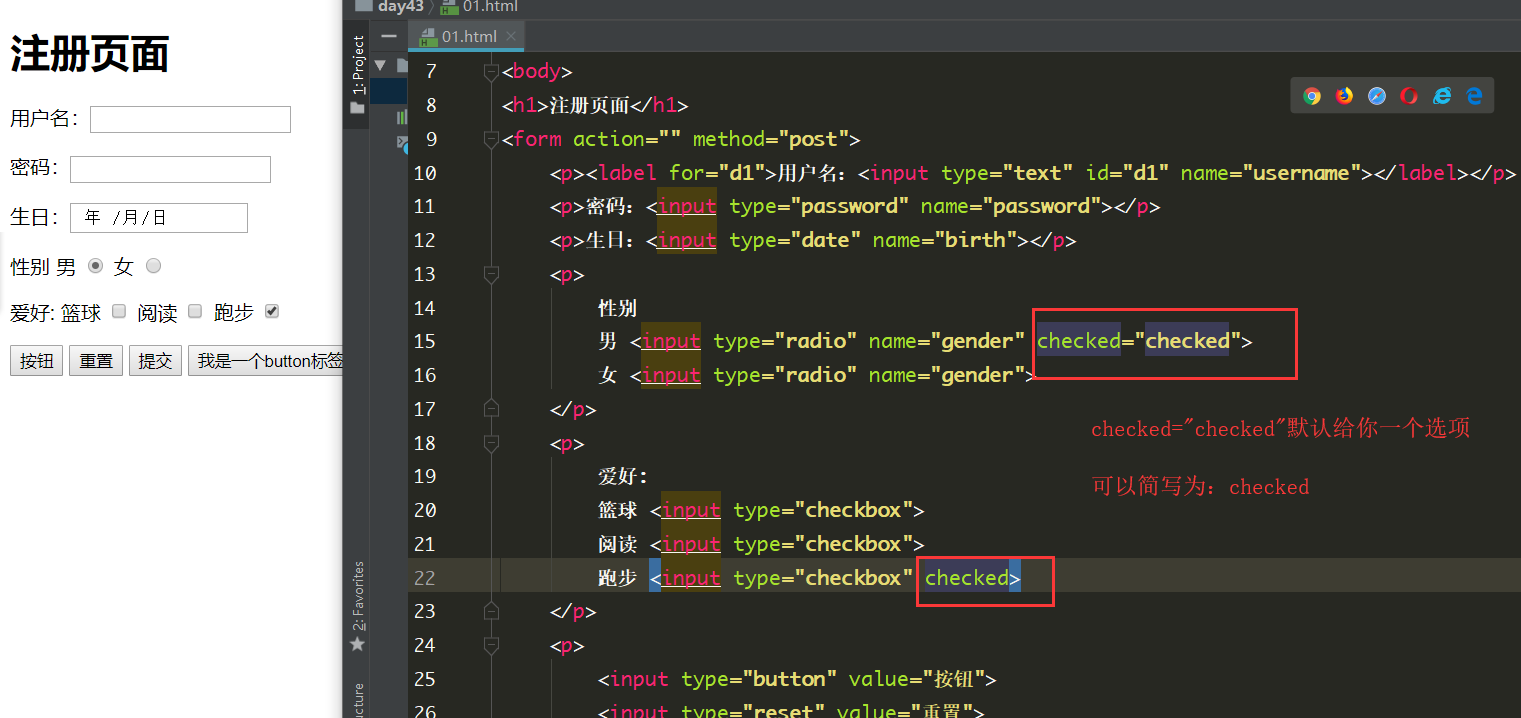 注册页面
用户名:
密码:
生日: 年 /月/日
性别 男 女
爱好: 篮球 阅读 跑步
按钮 重置 提交 我是一个button标签
day43 01.html
1: Project
2: Favorites
ucture
01.html
7 <body>
8 <h1>注册页面</h1>
9 <form action="" method="post">
10 <p><label for="d1">用户名: <input type="text" id="d1" name="username"></label></p>
11 <p>密码: <input type="password" name="password"></p>
12 <p>生日: <input type="date" name="birth"></p>
13 <p>
14 性别
15 男 <input type="radio" name="gender" checked="checked">
16 女 <input type="radio" name="gender">
17 </p>
18 <p>
19 爱好:
20 篮球 <input type="checkbox">
21 阅读 <input type="checkbox">
22 跑步 <input type="checkbox" checked>
23 </p>
24 <p>
25 <input type="button" value="按钮">
26 <input type="reset" value="重置">
checked="checked"默认给你一个选项
可以简写为: checked